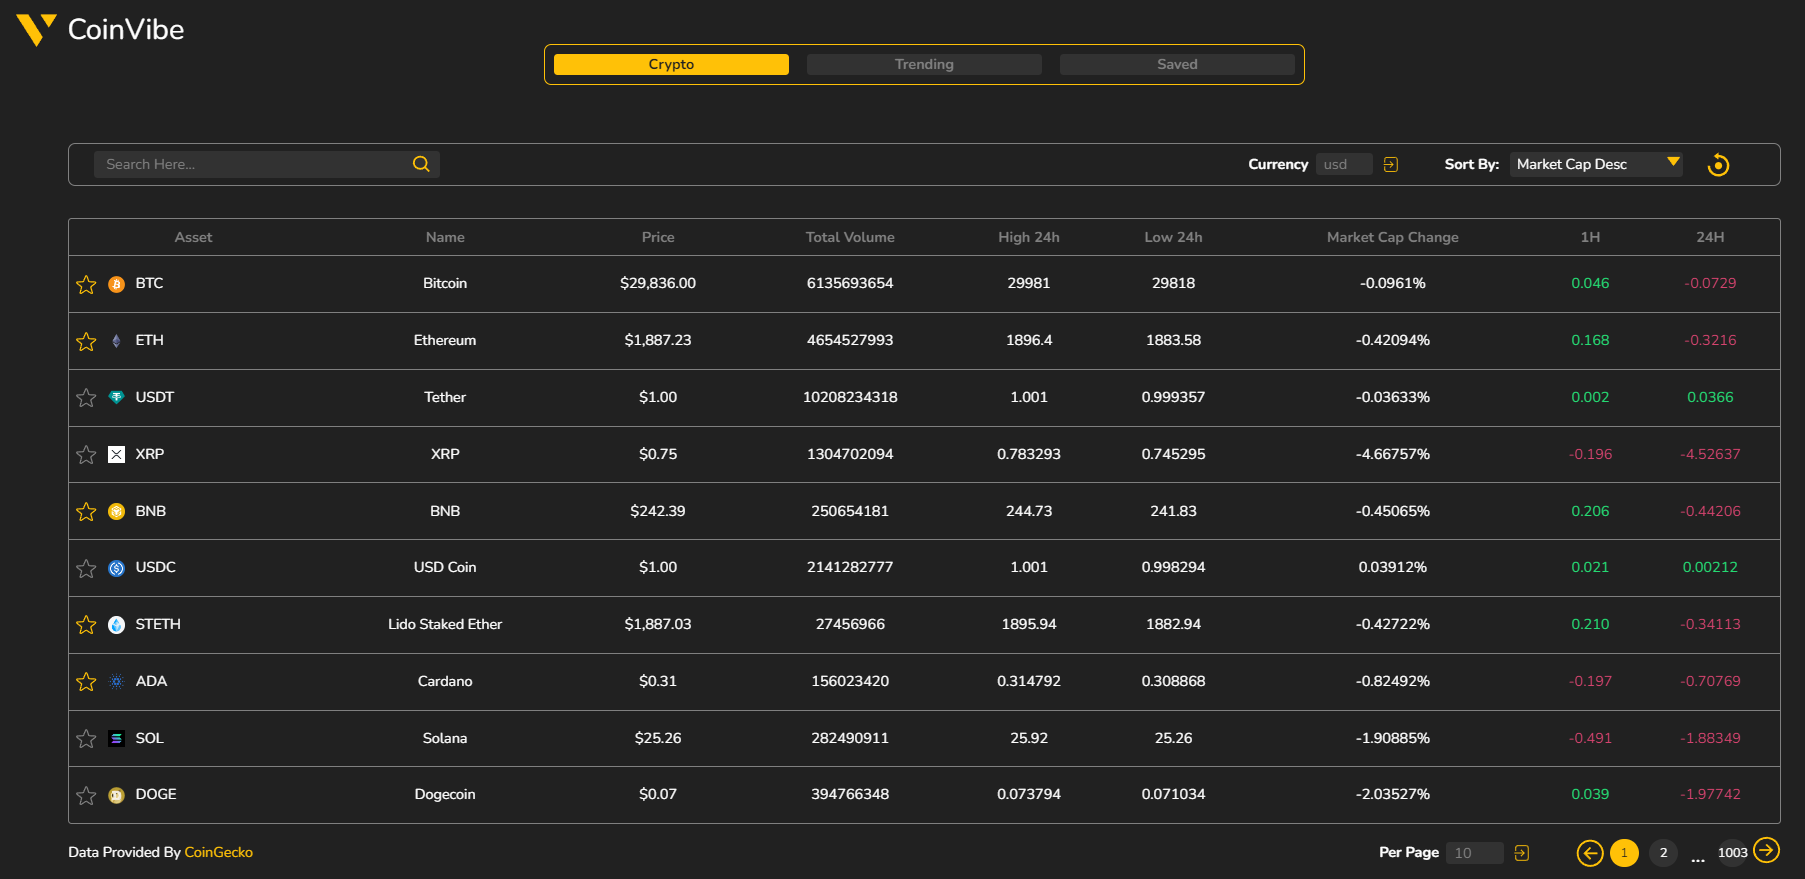 CoinVibe
Crypto Trending Saved
Search Here... Currency usd Sort By: Market Cap Desc
Asset Name Price Total Volume High 24h Low 24h Market Cap Change 1H 24H
BTC Bitcoin $29,836.00 6135693654 29981 29818 -0.0961% 0.046 -0.0729
ETH Ethereum $1,887.23 4654527993 1896.4 1883.58 -0.42094% 0.168 -0.3216
USDT Tether $1.00 10208234318 1.001 0.999357 -0.03633% 0.002 0.0366
XRP XRP $0.75 1304702094 0.783293 0.745295 -4.66757% -0.196 -4.52637
BNB BNB $242.39 250654181 244.73 241.83 -0.45065% 0.206 -0.44206
USDC USD Coin $1.00 2141282777 1.001 0.998294 0.03912% 0.021 0.00212
STETH Lido Staked Ether $1,887.03 27456966 1895.94 1882.94 -0.42722% 0.210 -0.34113
ADA Cardano $0.31 156023420 0.314792 0.308868 -0.82492% -0.197 -0.70769
SOL Solana $25.26 282490911 25.92 25.26 -1.90885% -0.491 -1.88349
DOGE Dogecoin $0.07 394766348 0.073794 0.071034 -2.03527% 0.039 -1.97742
Data Provided By CoinGecko Per Page 10 1 2 ... 1003